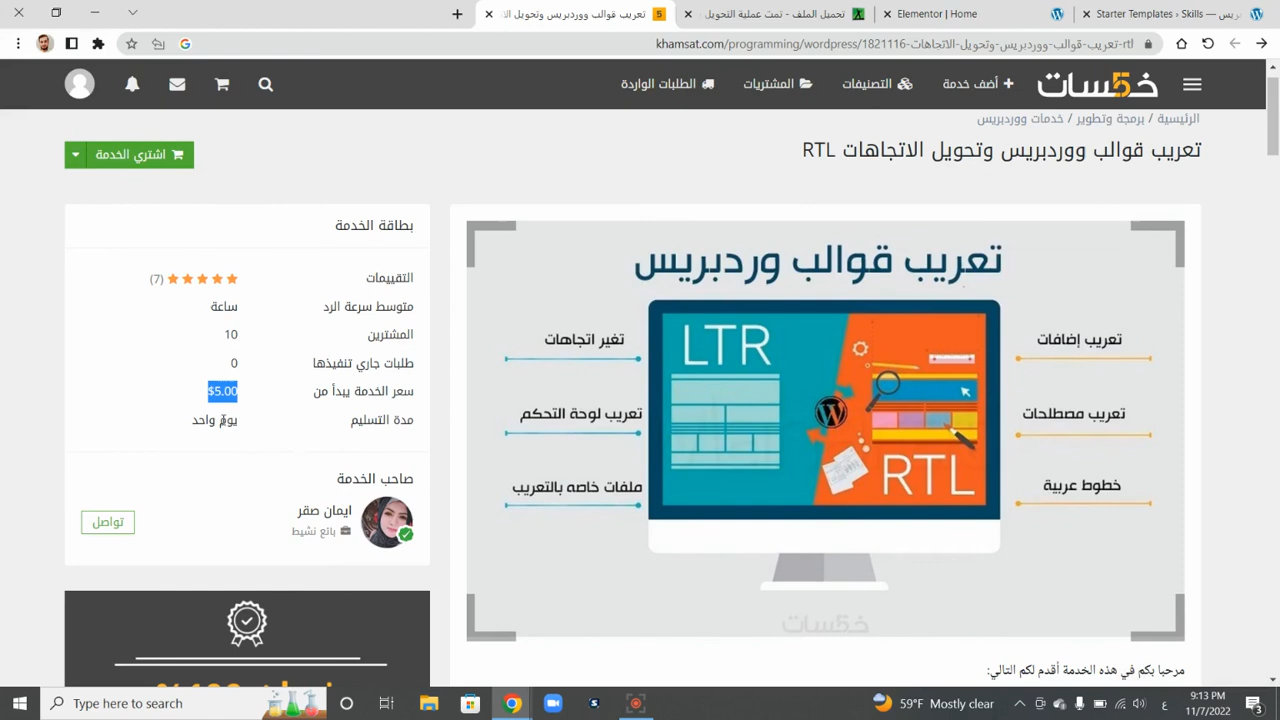 تعريب قوالب ووردبريس وتحويل الات
5
تحميل الملف - تمت عملية التحويل
Elementor | Home
Starter Templates › Skills — بريس
khamsat.com/programming/wordpress/1821116-تعريب-قوالب-ووردبريس-وتحويل-الاتجاهات-rtl
خمسات
أضف خدمة
التصنيفات
المشتريات
الطلبات الواردة
الرئيسية / برمجة وتطوير / خدمات ووردبريس
تعريب قوالب ووردبريس وتحويل الاتجاهات RTL
اشتري الخدمة
تعريب قوالب وردبريس
LTR
RTL
تعريب إضافات
تعريب مصطلحات
خطوط عربية
تغير اتجاهات
تعريب لوحة التحكم
ملفات خاصه بالتعريب
خمسات
مرحبا بكم في هذه الخدمة أقدم لكم التالي:
بطاقة الخدمة
التقييمات (7)
متوسط سرعة الرد ساعة
المشترين 10
طلبات جاري تنفيذها 0
سعر الخدمة يبدأ من $5.00
مدة التسليم يوم واحد
صاحب الخدمة
ايمان صقر
بائع نشيط
تواصل
Type here to search
59°F Mostly clear
ع
9:13 PM
11/7/2022
3